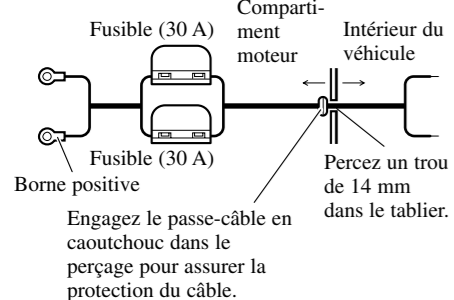 Fusible (30 A)
Comparti-
ment
moteur
Intérieur du
véhicule
Fusible (30 A)
Borne positive
Percez un trou
de 14 mm
dans le tablier.
Engagez le passe-câble en
caoutchouc dans le
perçage pour assurer la
protection du câble.